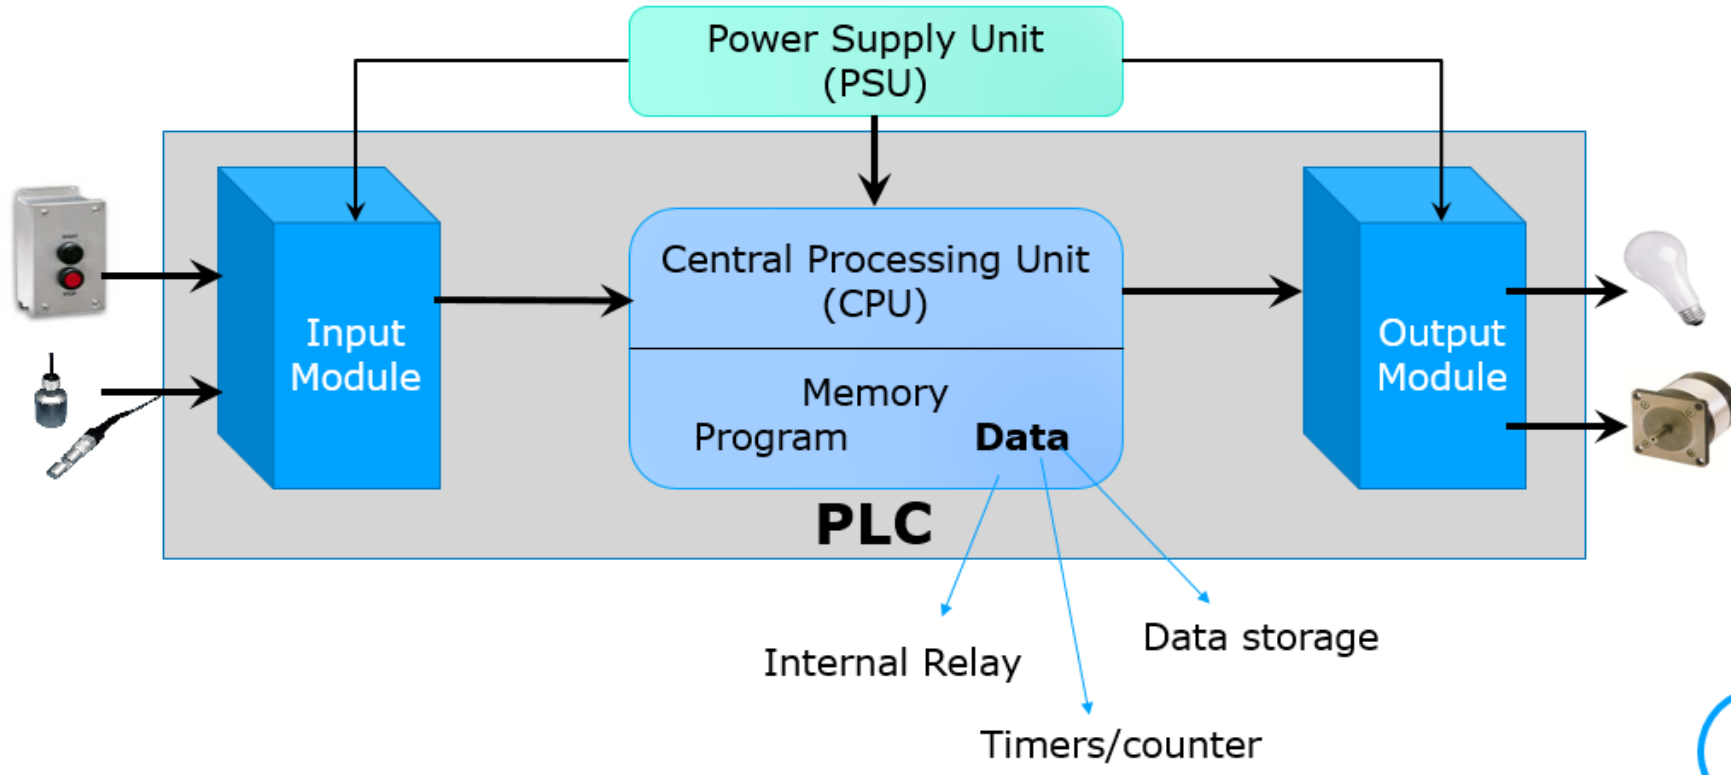 Power Supply Unit
(PSU)
Central Processing Unit
(CPU)
Input
Module
Output
Module
Memory
Program Data
PLC
Internal Relay
Data storage
Timers/counter